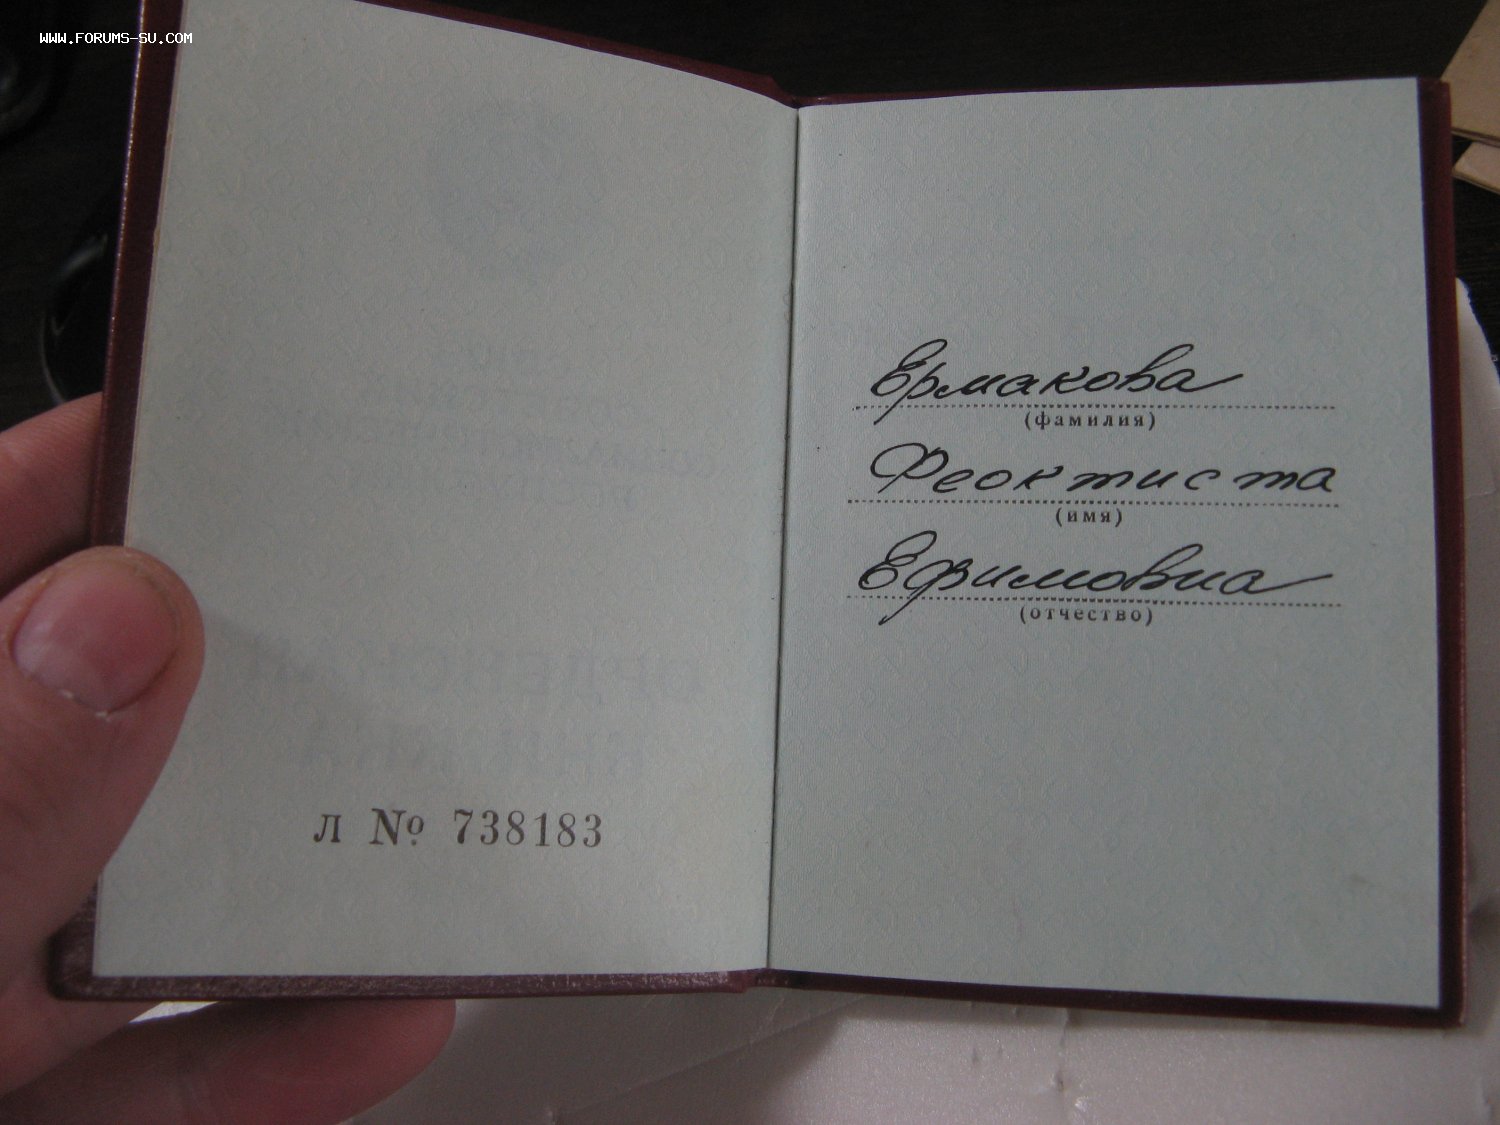 WWW.FORUMS-SU.COM
л № 738183
Ермакова
(фамилия)
Феоктиста
(имя)
Ефимовна
(отчество)